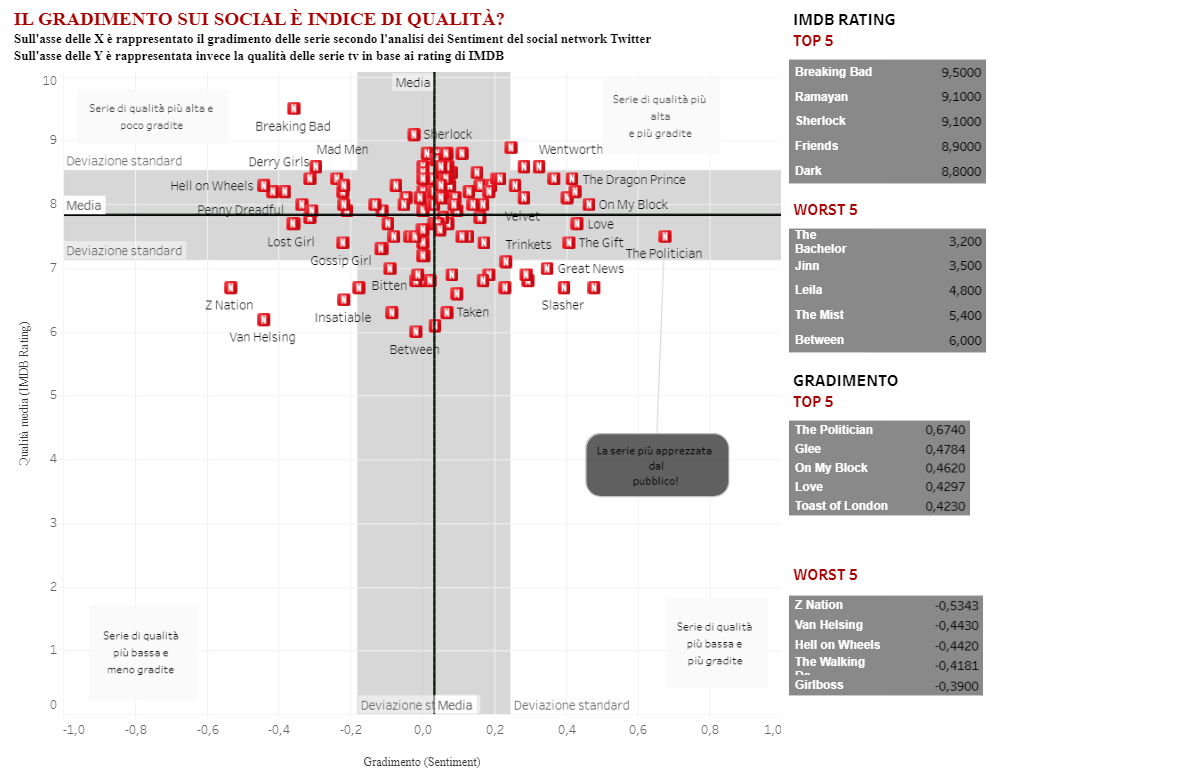 IL GRADIMENTO SUI SOCIAL È INDICE DI QUALITÀ?
Sull'asse delle X è rappresentato il gradimento delle serie secondo l'analisi dei Sentiment del social network Twitter
Sull'asse delle Y è rappresentata invece la qualità delle serie tv in base ai rating di IMDB
10
9
8
7
6
5
4
3
2
1
0
Qualità media (IMDB Rating)
Media
Serie di qualità più alta e
poco gradite
Serie di qualità più
alta
e più gradite
Breaking Bad
Sherlock
Mad Men
Wentworth
Deviazione standard
Derry Girls
Hell on Wheels
The Dragon Prince
Media
Penny Dreadful
On My Block
Velvet
Love
Deviazione standard
Lost Girl
Trinkets
The Gift
Gossip Girl
The Politician
Great News
Bitten
Z Nation
Insatiable
Taken
Slasher
Van Helsing
Between
La serie più apprezzata
dal
pubblico!
Serie di qualità
più bassa e
meno gradite
Serie di qualità
più bassa e
più gradite
Deviazione st
Media
Deviazione standard
-1,0
-0,8
-0,6
-0,4
-0,2
0,0
0,2
0,4
0,6
0,8
1,0
Gradimento (Sentiment)
IMDB RATING
TOP 5
Breaking Bad 9,5000
Ramayan 9,1000
Sherlock 9,1000
Friends 8,9000
Dark 8,8000
WORST 5
The
Bachelor 3,200
Jinn 3,500
Leila 4,800
The Mist 5,400
Between 6,000
GRADIMENTO
TOP 5
The Politician 0,6740
Glee 0,4784
On My Block 0,4620
Love 0,4297
Toast of London 0,4230
WORST 5
Z Nation -0,5343
Van Helsing -0,4430
Hell on Wheels -0,4420
The Walking -0,4181
Girlboss -0,3900